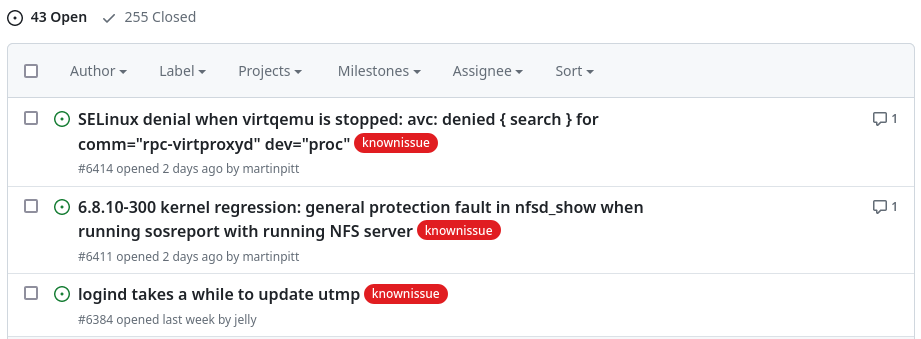 43 Open 255 Closed
Author Label Projects Milestones Assignee Sort
SELinux denial when virtqemu is stopped: avc: denied { search } for 1
comm="rpc-virtproxyd" dev="proc" knownissue
#6414 opened 2 days ago by martinpitt
6.8.10-300 kernel regression: general protection fault in nfsd_show when 1
running sosreport with running NFS server knownissue
#6411 opened 2 days ago by martinpitt
logind takes a while to update utmp knownissue
#6384 opened last week by jelly